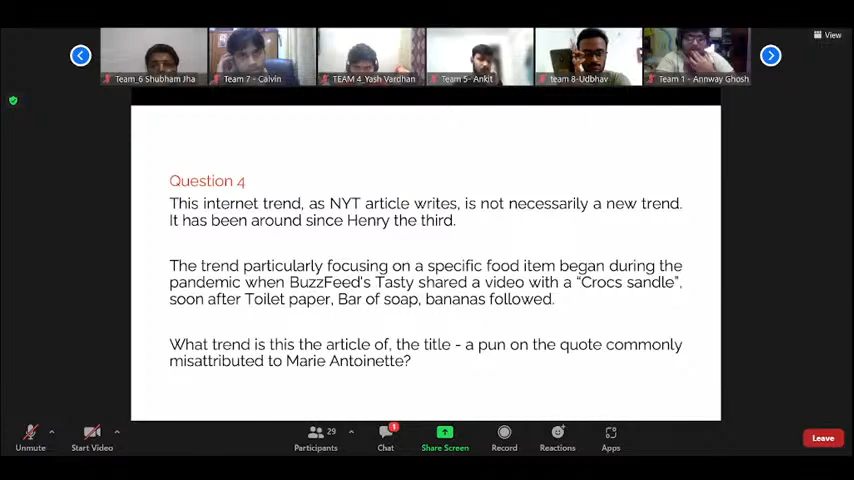 View
Team_6 Shubham Jha
Team 7 - Calvin
TEAM 4_Yash Vardhan
Team 5- Ankit
team 8-Udbhav
Team 1 - Annway Ghosh
Question 4
This internet trend, as NYT article writes, is not necessarily a new trend.
It has been around since Henry the third.
The trend particularly focusing on a specific food item began during the
pandemic when BuzzFeed's Tasty shared a video with a “Crocs sandle”,
soon after Toilet paper, Bar of soap, bananas followed.
What trend is this the article of, the title - a pun on the quote commonly
misattributed to Marie Antoinette?
Unmute
Start Video
29
Participants
1
Chat
Share Screen
Record
Reactions
Apps
Leave